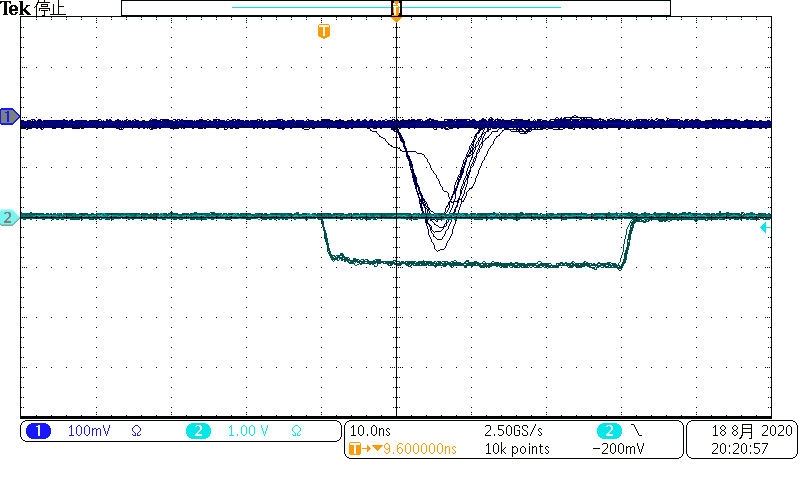 Tek 停止
T
T
1
2
1 100mV Ω 2 1.00 V Ω 10.0ns 2.50GS/s 2 -200mV 18 8月 2020
T→▼9.600000ns 10k points 20:20:57